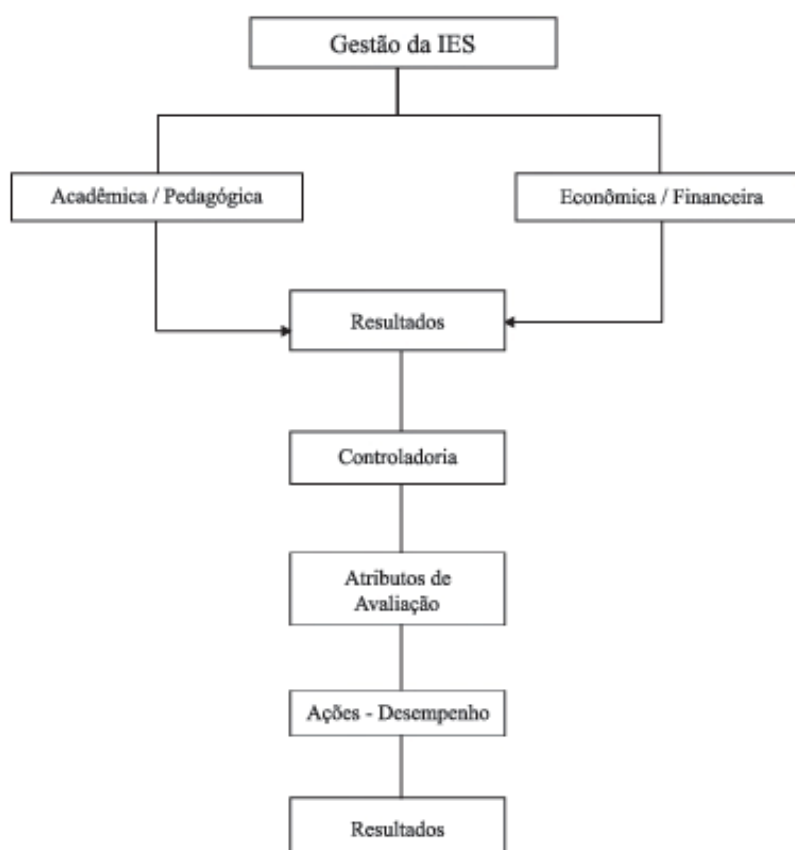 Gestão da IES
Acadêmica / Pedagógica
Econômica / Financeira
Resultados
Controladoria
Atributos de
Avaliação
Ações - Desempenho
Resultados